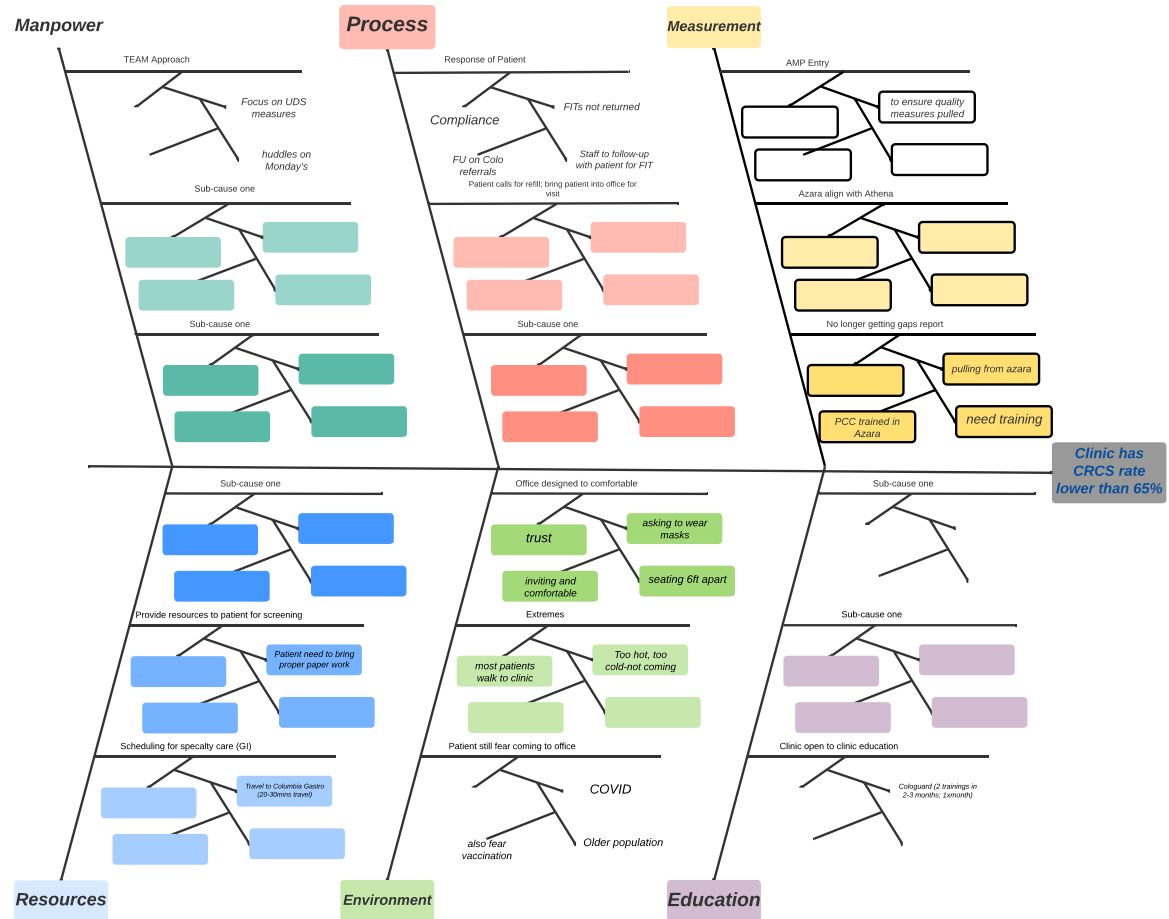 Manpower
Process
Measurement
TEAM Approach
Focus on UDS
measures
huddles on
Monday's
Sub-cause one
Sub-cause one
Response of Patient
Compliance
FITs not returned
FU on Colo
referrals
Staff to follow-up
with patient for FIT
Patient calls for refill; bring patient into office for
visit
Sub-cause one
AMP Entry
to ensure quality
measures pulled
Azara align with Athena
No longer getting gaps report
pulling from azara
PCC trained in
Azara
need training
Clinic has
CRCS rate
lower than 65%
Sub-cause one
Provide resources to patient for screening
Patient need to bring
proper paper work
Scheduling for specialty care (GI)
Travel to Columbia Gastro
(20-30mins travel)
Office designed to comfortable
trust
asking to wear
masks
inviting and
comfortable
seating 6ft apart
Extremes
most patients
walk to clinic
Too hot, too
cold-not coming
Patient still fear coming to office
COVID
also fear
vaccination
Older population
Sub-cause one
Sub-cause one
Clinic open to clinic education
Cologuard (2 trainings in
2-3 months; 1xmonth)
Resources
Environment
Education